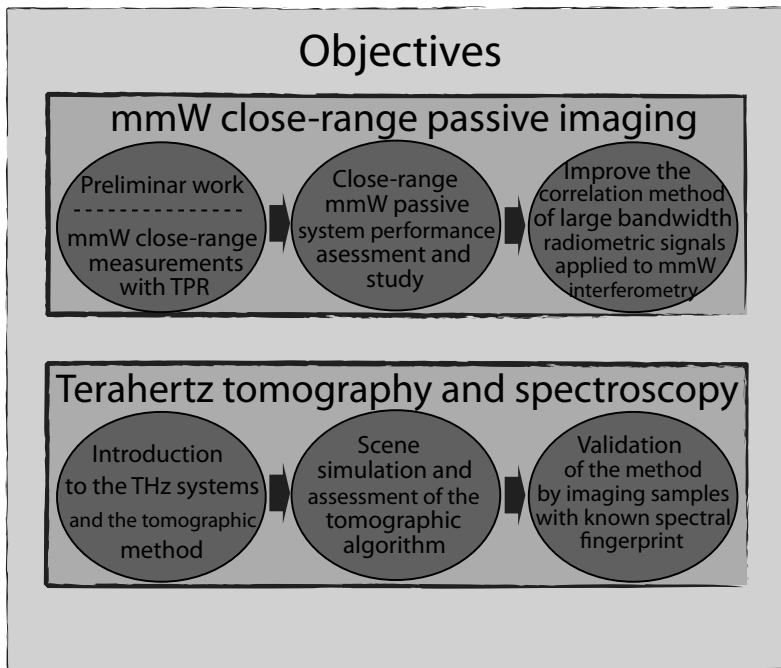 Objectives
mmW close-range passive imaging
Preliminar work
--------------------
mmW close-range
measurements
with TPR
Close-range
mmW passive
system performance
asessment and
study
Improve the
correlation method
of large bandwidth
radiometric signals
applied to mmW
interferometry
Terahertz tomography and spectroscopy
Introduction
to the THz systems
and the tomographic
method
Scene
simulation and
assessment of the
tomographic
algorithm
Validation
of the method
by imaging samples
with known spectral
fingerprint